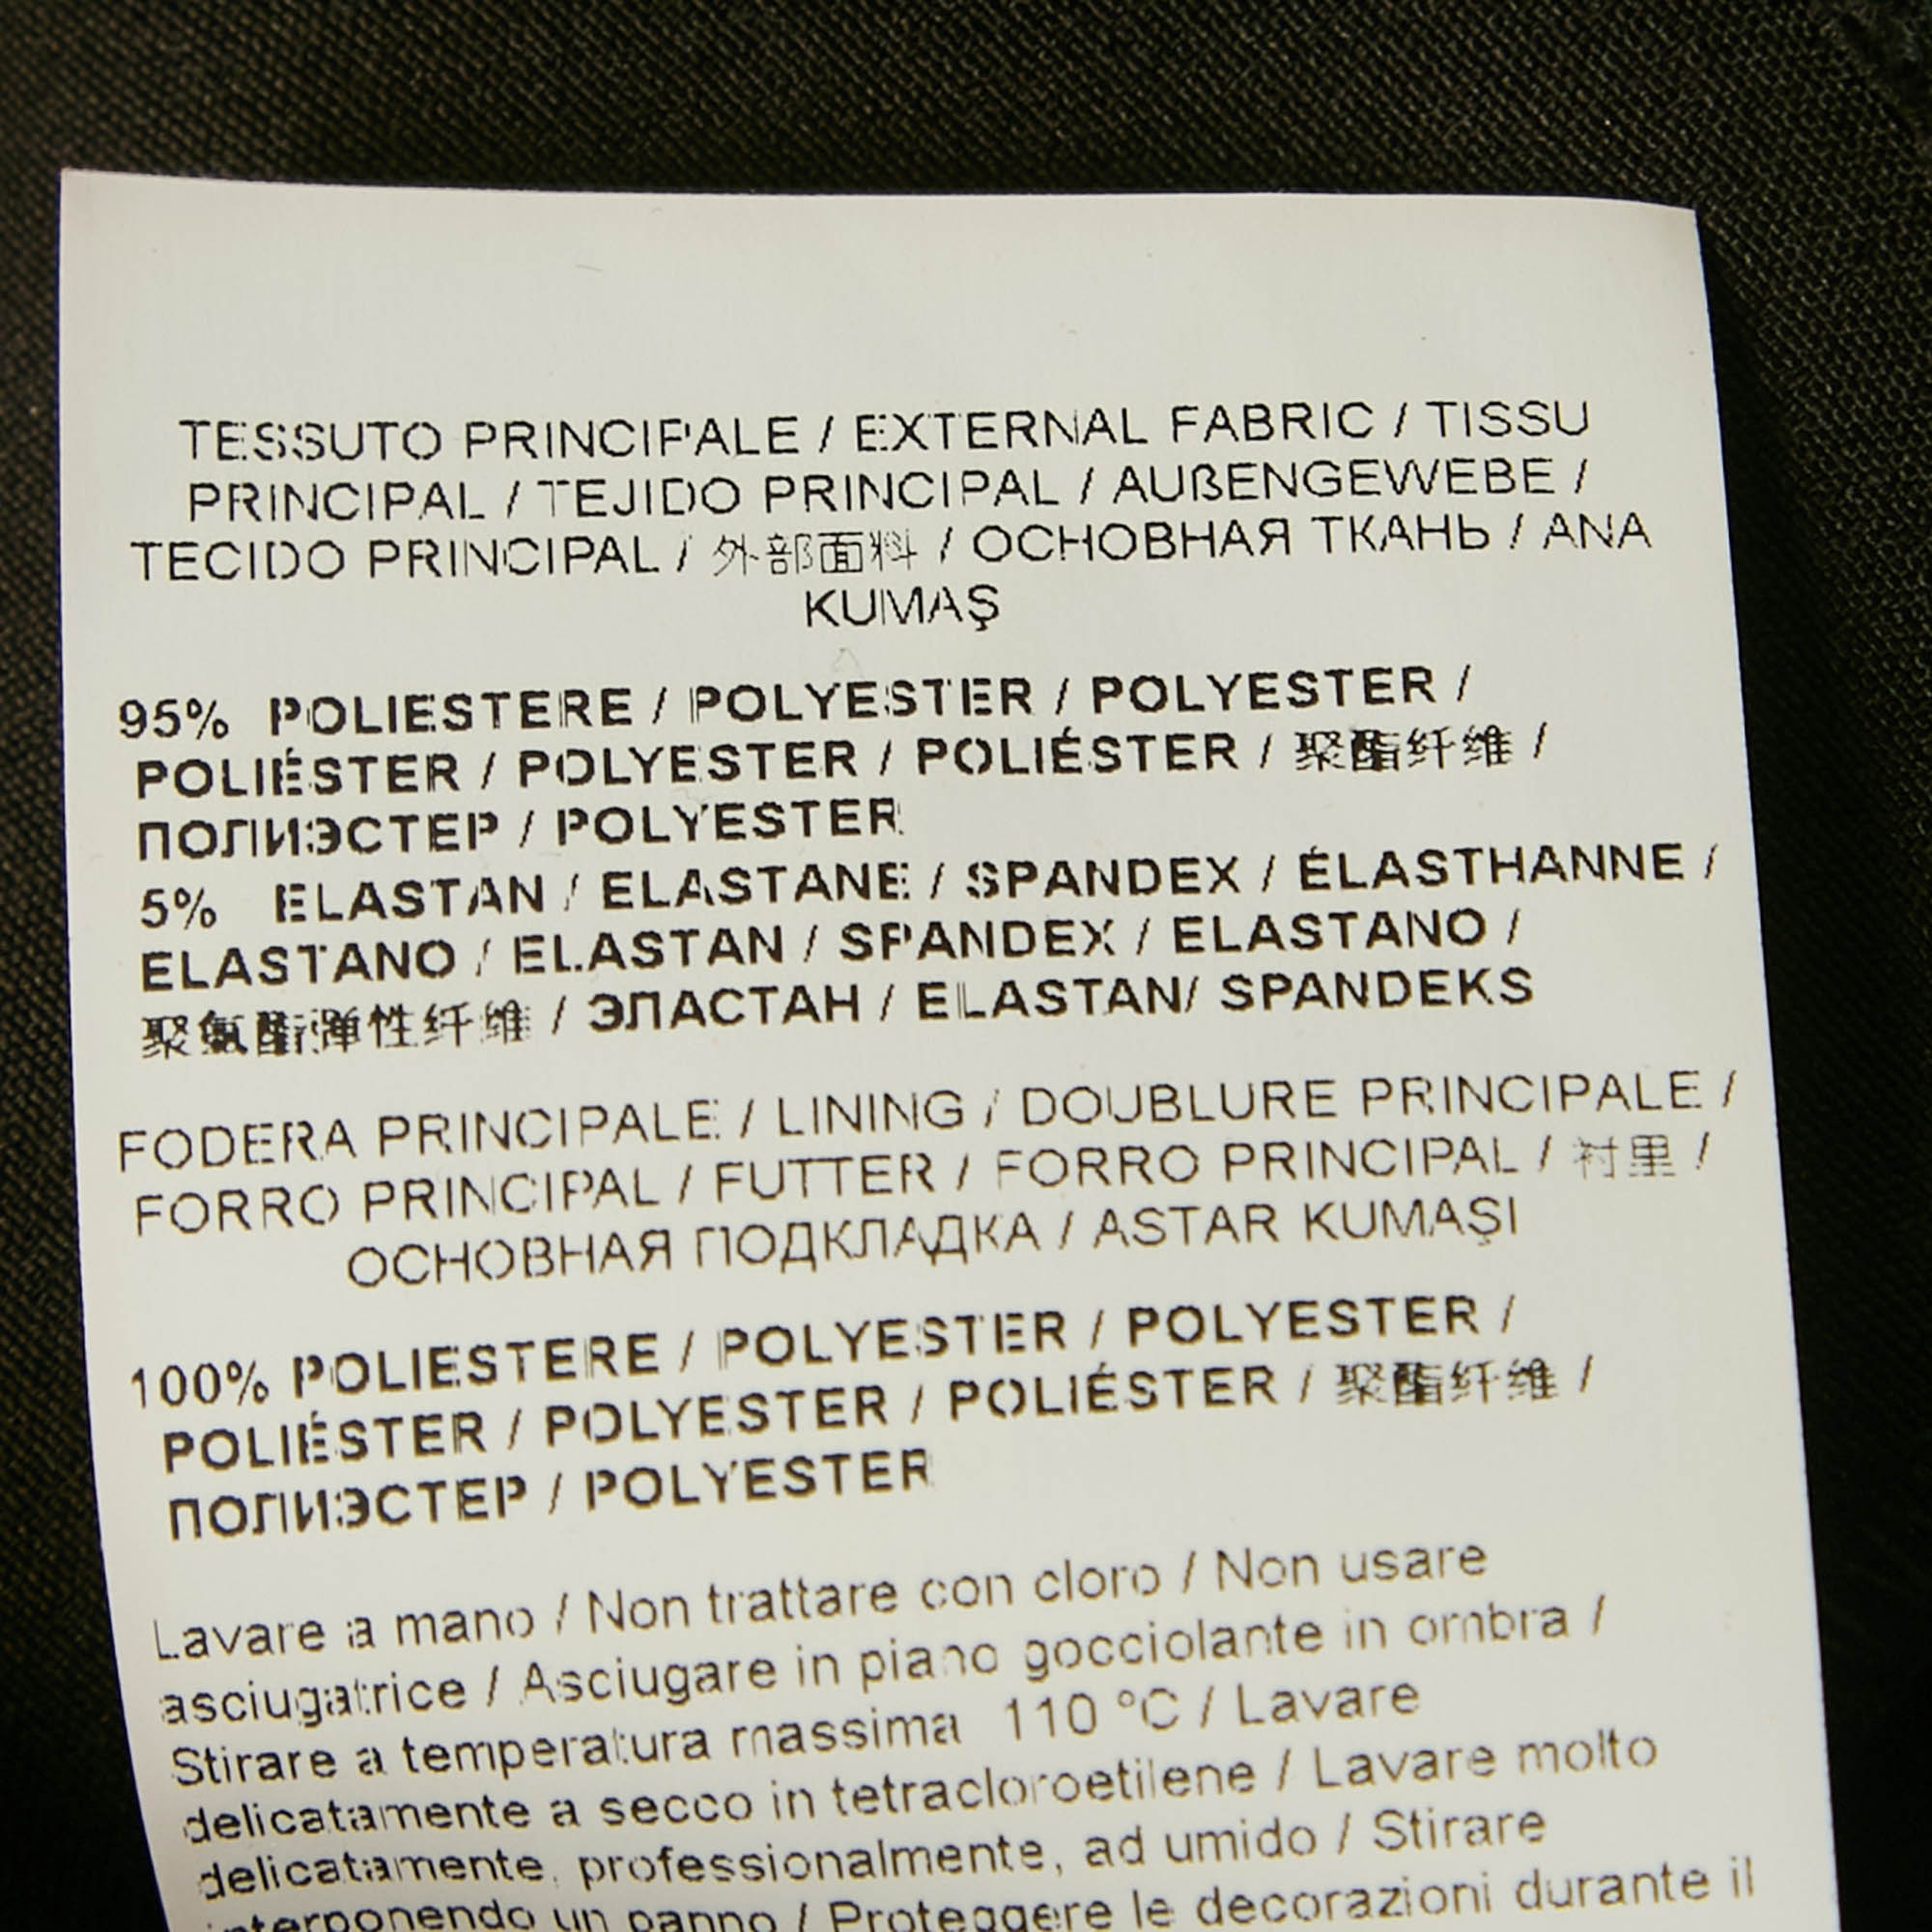 TESSUTO PRINCIPALE / EXTERNAL FABRIC / TISSU
PRINCIPAL / TEJIDO PRINCIPAL / AUßENGEWEBE /
TECIDO PRINCIPAL / 外部面料 / ОСНОВНАЯ ТКАНЬ / ANA
KUMAŞ
95% POLIESTERE / POLYESTER / POLYESTER /
POLIÉSTER / POLYESTER / POLIÉSTER / 聚酯纤维 /
ПОЛИЭСТЕР / POLYESTER
5% ELASTAN / ELASTANE / SPANDEX / ÉLASTHANNE /
ELASTANO / ELASTAN / SPANDEX / ELASTANO /
聚氨酯弹性纤维 / ЭЛАСТАН / ELASTAN/ SPANDEKS
FODERA PRINCIPALE / LINING / DOUBLURE PRINCIPALE /
FORRO PRINCIPAL / FUTTER / FORRO PRINCIPAL / 衬里 /
ОСНОВНАЯ ПОДКЛАДКА / ASTAR KUMAŞI
100% POLIESTERE / POLYESTER / POLYESTER /
POLIÉSTER / POLYESTER / POLIÉSTER / 聚酯纤维 /
ПОЛИЭСТЕР / POLYESTER
Lavare a mano / Non trattare con cloro / Non usare
asciugatrice / Asciugare in piano gocciolante in ombra /
Stirare a temperatura massima 110 °C / Lavare
delicatamente a secco in tetracloroetilene / Lavare molto
delicatamente, professionalmente, ad umido / Stirare
interponendo un panno / Proteggere le decorazioni durante il